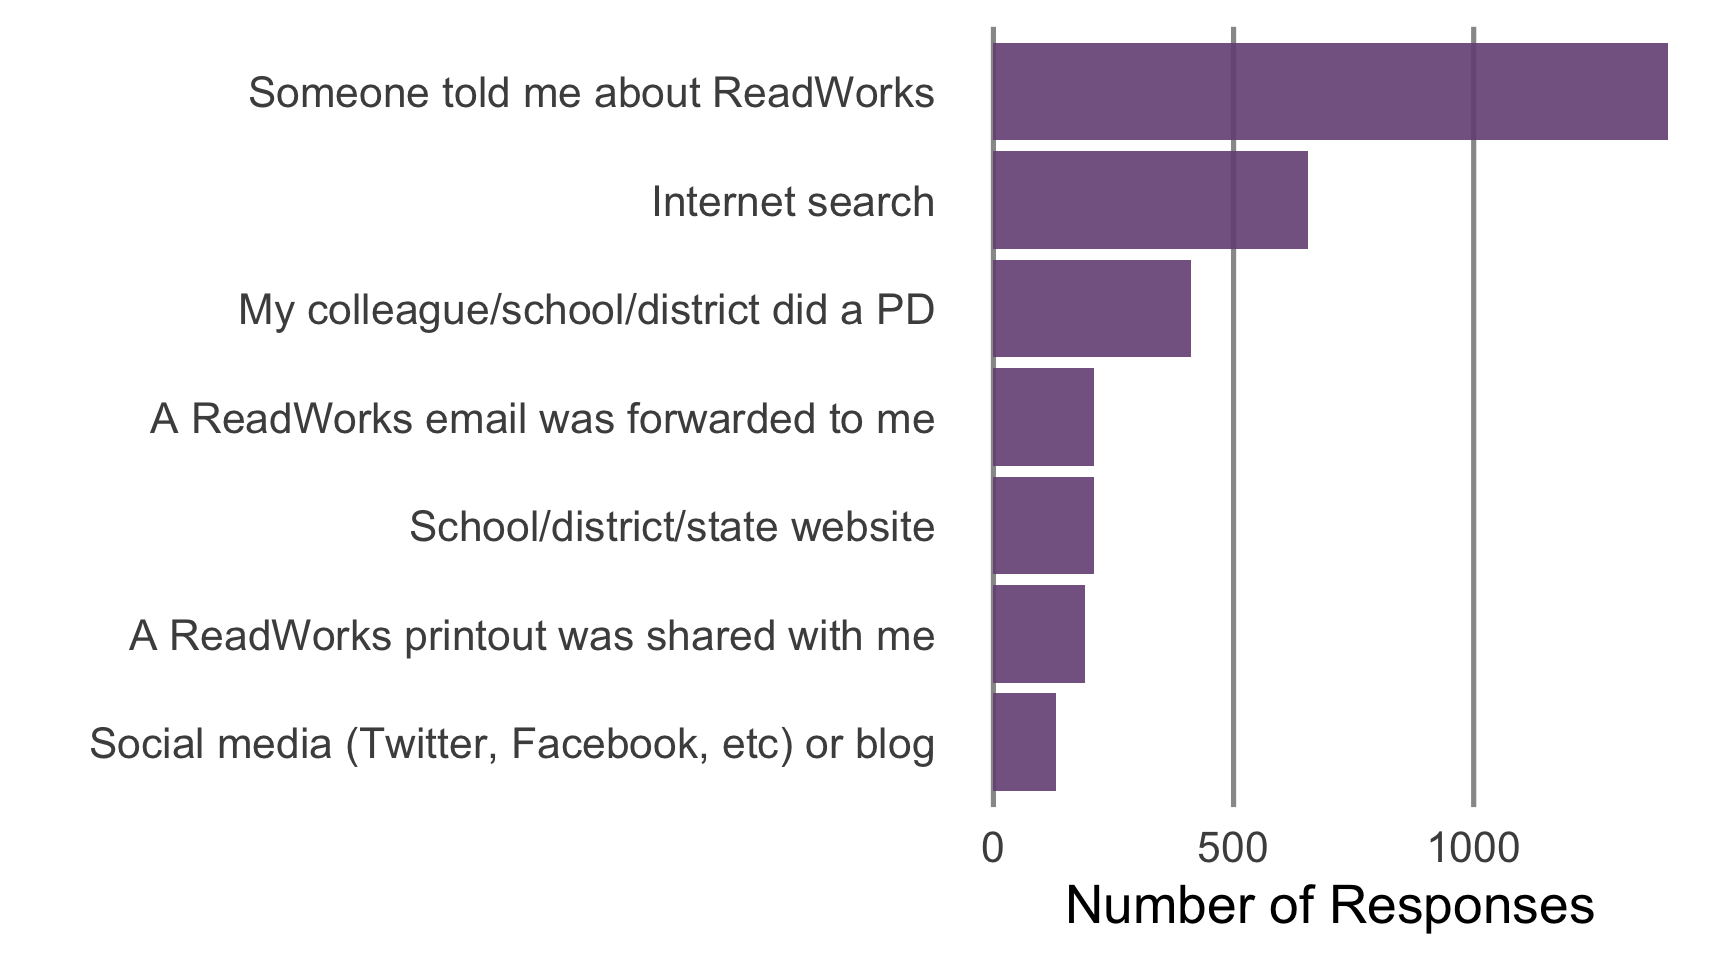 Someone told me about ReadWorks
Internet search
My colleague/school/district did a PD
A ReadWorks email was forwarded to me
School/district/state website
A ReadWorks printout was shared with me
Social media (Twitter, Facebook, etc) or blog
0 500 1000
Number of Responses